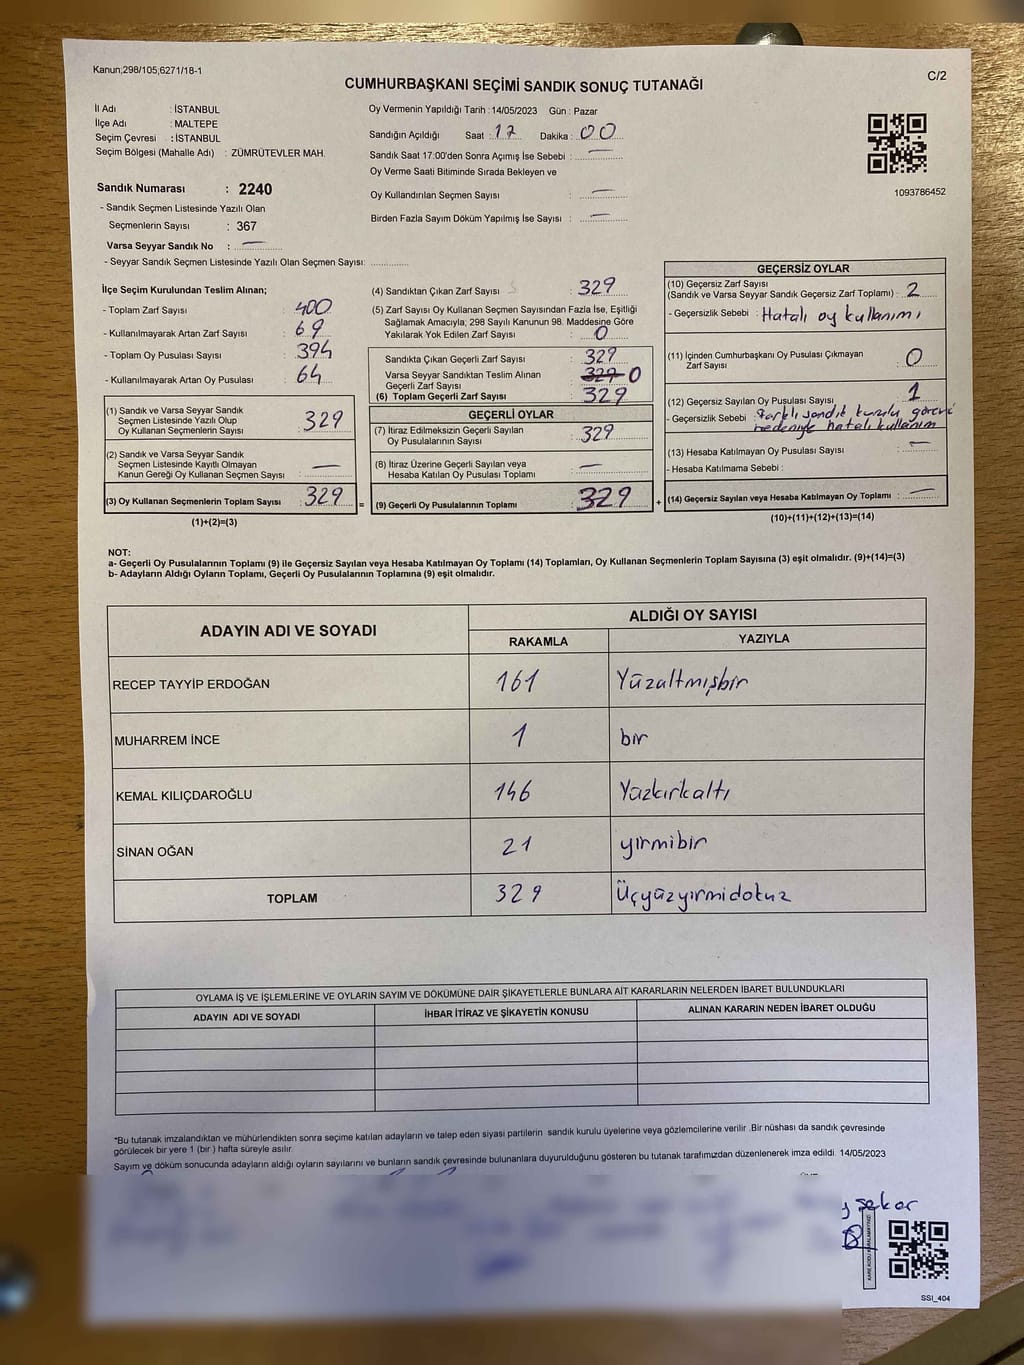 Kanun;298/105;6271/18-1
C/2
CUMHURBAŞKANI SEÇİMİ SANDIK SONUÇ TUTANAĞI
İl Adı : İSTANBUL
İlçe Adı : MALTEPE
Seçim Çevresi : İSTANBUL
Seçim Bölgesi (Mahalle Adı) : ZÜMRÜTEVLER MAH.
Sandık Numarası : 2240
- Sandık Seçmen Listesinde Yazılı Olan
Seçmenlerin Sayısı : 367
Varsa Seyyar Sandık No : —
- Seyyar Sandık Seçmen Listesinde Yazılı Olan Seçmen Sayısı:
Oy Vermenin Yapıldığı Tarih : 14/05/2023 Gün : Pazar
Sandığın Açıldığı Saat : 17 Dakika : 00
Sandık Saat 17:00'den Sonra Açımış İse Sebebi : —
Oy Verme Saati Bitiminde Sırada Bekleyen ve
Oy Kullandırılan Seçmen Sayısı : —
Birden Fazla Sayım Döküm Yapılmış İse Sayısı : —
1093786452
İlçe Seçim Kurulundan Teslim Alınan;
- Toplam Zarf Sayısı : 400
- Kullanılmayarak Artan Zarf Sayısı : 69
- Toplam Oy Pusulası Sayısı : 394
- Kullanılmayarak Artan Oy Pusulası : 64
(1) Sandık ve Varsa Seyyar Sandık
Seçmen Listesinde Yazılı Olup
Oy Kullanan Seçmenlerin Sayısı : 329
(2) Sandık ve Varsa Seyyar Sandık
Seçmen Listesinde Kayıtlı Olmayan
Kanun Gereği Oy Kullanan Seçmen Sayısı : —
(3) Oy Kullanan Seçmenlerin Toplam Sayısı : 329 =
(1)+(2)=(3)
(4) Sandıktan Çıkan Zarf Sayısı : 329
(5) Zarf Sayısı Oy Kullanan Seçmen Sayısından Fazla İse, Eşitliği
Sağlamak Amacıyla; 298 Sayılı Kanunun 98. Maddesine Göre
Yakılarak Yok Edilen Zarf Sayısı : 0
Sandıkta Çıkan Geçerli Zarf Sayısı : 329
Varsa Seyyar Sandıktan Teslim Alınan
Geçerli Zarf Sayısı : 329 0
(6) Toplam Geçerli Zarf Sayısı : 329
GEÇERLİ OYLAR
(7) İtiraz Edilmeksizin Geçerli Sayılan
Oy Pusulalarının Sayısı : 329
(8) İtiraz Üzerine Geçerli Sayılan veya
Hesaba Katılan Oy Pusulası Toplamı : —
(9) Geçerli Oy Pusulalarının Toplamı : 329 +
GEÇERSİZ OYLAR
(10) Geçersiz Zarf Sayısı
(Sandık ve Varsa Seyyar Sandık Geçersiz Zarf Toplamı) : 2
- Geçersizlik Sebebi : Hatalı oy kullanımı
(11) İçinden Cumhurbaşkanı Oy Pusulası Çıkmayan
Zarf Sayısı : 0
(12) Geçersiz Sayılan Oy Pusulası Sayısı : 1
- Geçersizlik Sebebi : Farklı sandık kurulu görevi
nedeniyle hatalı kullanım
(13) Hesaba Katılmayan Oy Pusulası Sayısı : —
- Hesaba Katılmama Sebebi :
(14) Geçersiz Sayılan veya Hesaba Katılmayan Oy Toplamı : —
(10)+(11)+(12)+(13)=(14)
NOT:
a- Geçerli Oy Pusulalarının Toplamı (9) ile Geçersiz Sayılan veya Hesaba Katılmayan Oy Toplamı (14) Toplamları, Oy Kullanan Seçmenlerin Toplam Sayısına (3) eşit olmalıdır. (9)+(14)=(3)
b- Adayların Aldığı Oyların Toplamı, Geçerli Oy Pusulalarının Toplamına (9) eşit olmalıdır.
ADAYIN ADI VE SOYADI
ALDIĞI OY SAYISI
RAKAMLA YAZIYLA
RECEP TAYYİP ERDOĞAN 161 Yüzaltmışbir
MUHARREM İNCE 1 bir
KEMAL KILIÇDAROĞLU 146 Yüzkırkaltı
SİNAN OĞAN 21 yirmibir
TOPLAM 329 Üçyüzyirmidokuz
OYLAMA İŞ VE İŞLEMLERİNE VE OYLARIN SAYIM VE DÖKÜMÜNE DAİR ŞİKAYETLERLE BUNLARA AİT KARARLARIN NELERDEN İBARET BULUNDUKLARI
ADAYIN ADI VE SOYADI İHBAR İTİRAZ VE ŞİKAYETİN KONUSU ALINAN KARARIN NEDEN İBARET OLDUĞU
*Bu tutanak imzalandıktan ve mühürlendikten sonra seçime katılan adayların ve talep eden siyasi partilerin sandık kurulu üyelerine veya gözlemcilerine verilir .Bir nüshası da sandık çevresinde
görülecek bir yere 1 (bir ) hafta süreyle asılır.
Sayım ve döküm sonucunda adayların aldığı oyların sayılarını ve bunların sandık çevresinde bulunanlara duyurulduğunu gösteren bu tutanak tarafımızdan düzenlenerek imza edildi. 14/05/2023
şeker
SSI_404